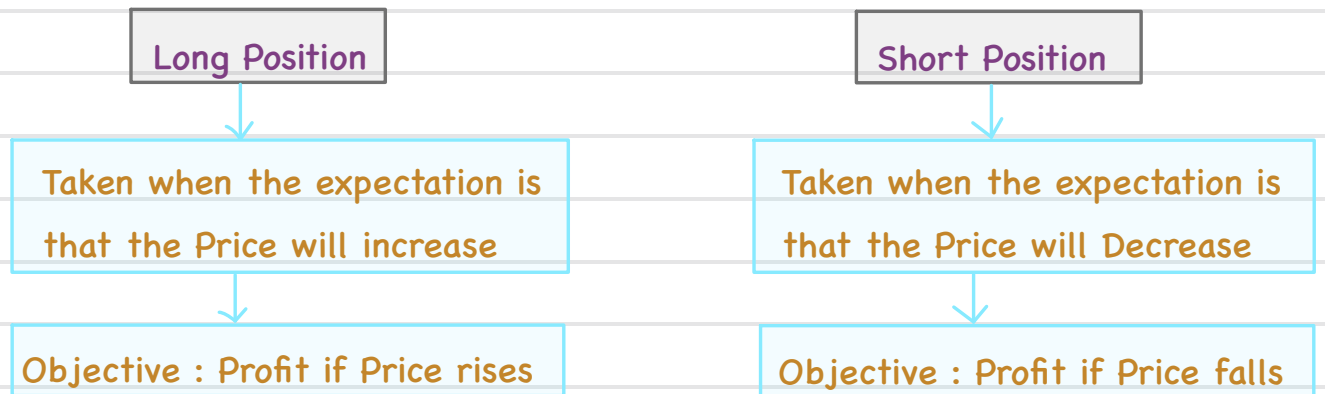 Long Position
Taken when the expectation is
that the Price will increase
Objective : Profit if Price rises
Short Position
Taken when the expectation is
that the Price will Decrease
Objective : Profit if Price falls